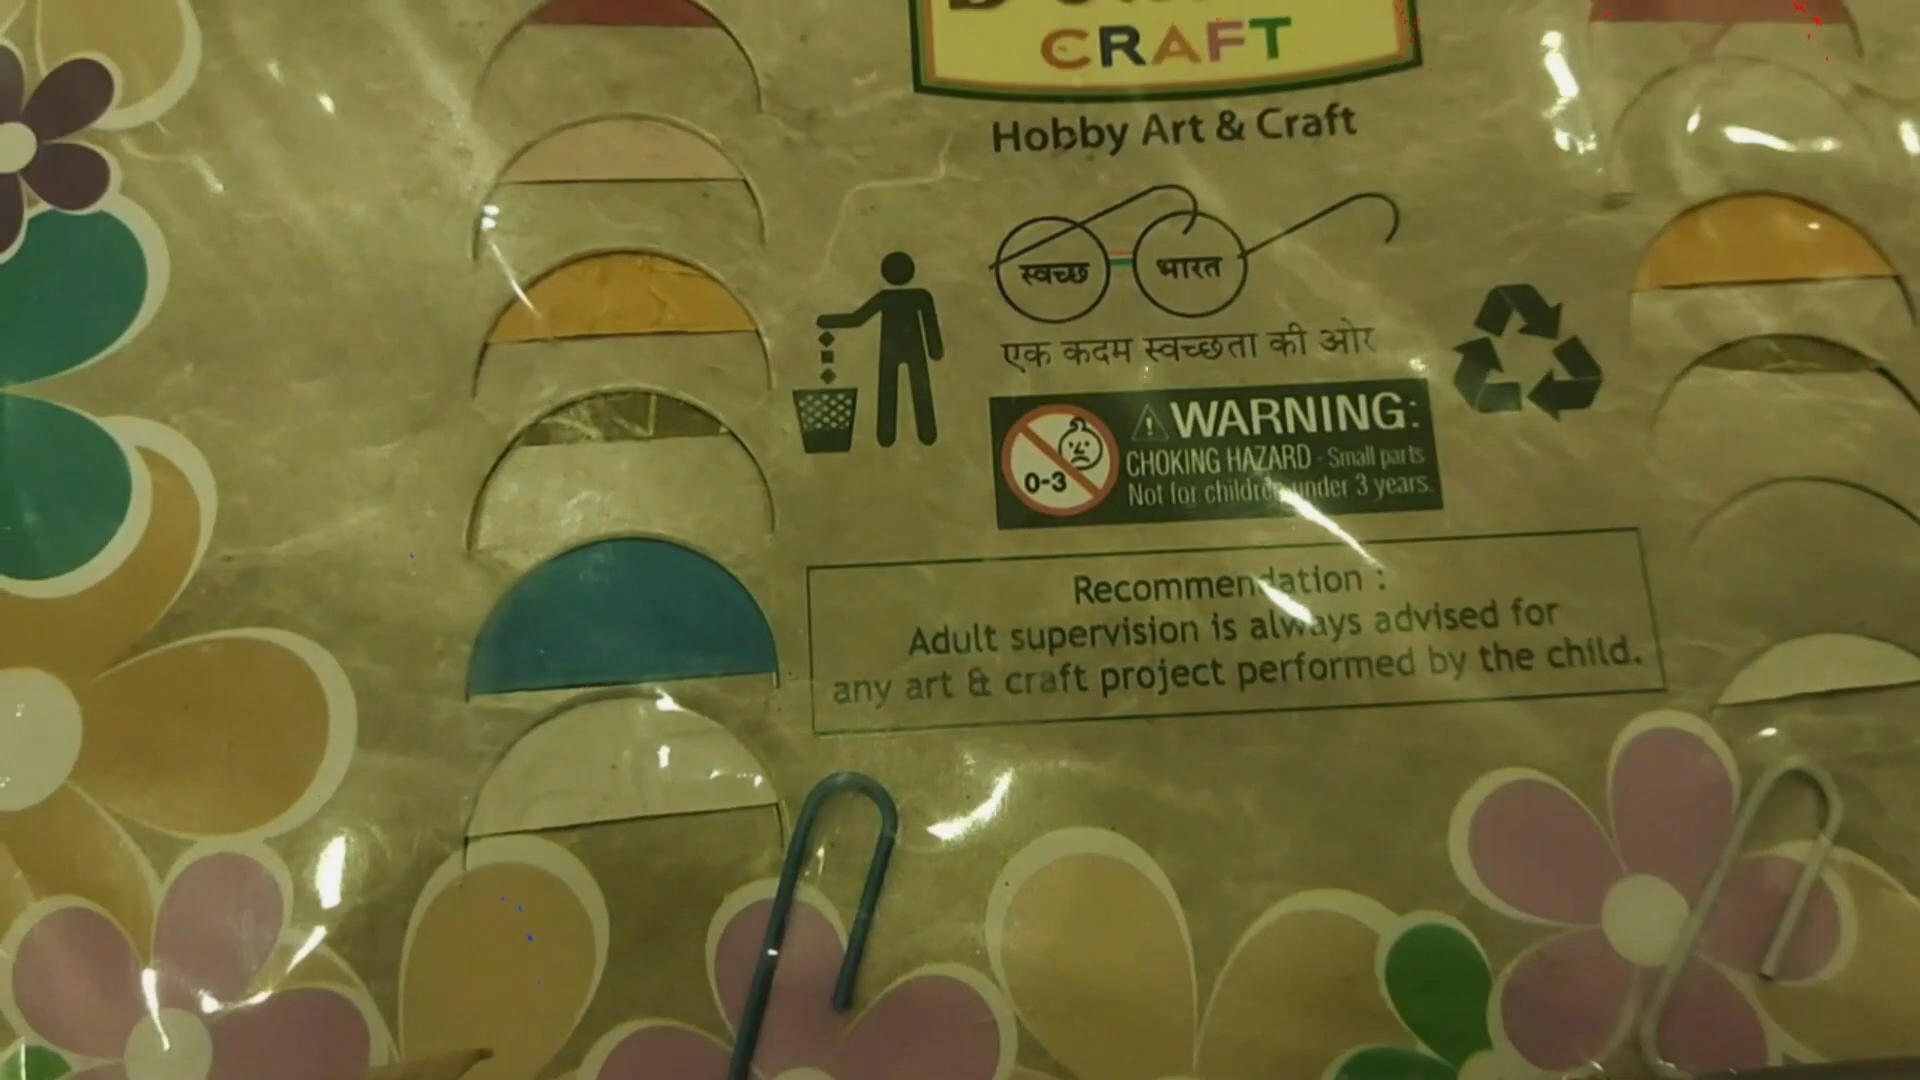 CRAFT
Hobby Art & Craft
स्वच्छ भारत
एक कदम स्वच्छता की ओर
WARNING:
CHOKING HAZARD - Small parts
0-3
Not for children under 3 years.
Recommendation :
Adult supervision is always advised for
any art & craft project performed by the child.